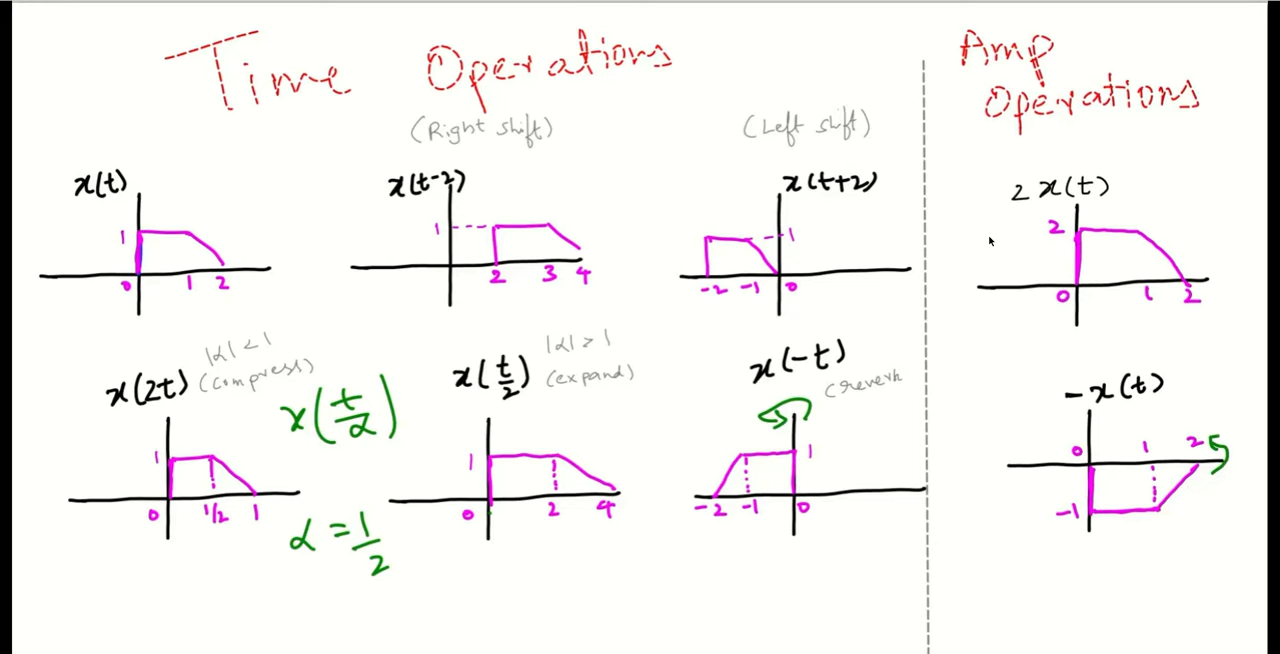 Time Operations
Amp
Operations
(Right shift)
(Left shift)
x(t)
1
0
1
2
x(t-2)
1
2
3
4
x(t+2)
1
-2
-1
0
2 x(t)
2
0
1
2
x(2t)
|α| < 1
(compress)
1
0
1/2
1
x(t/α)
α = 1/2
x(t/2)
|α| > 1
(expand)
1
0
2
4
x(-t)
1
-2
-1
0
-x(t)
0
1
2
-1